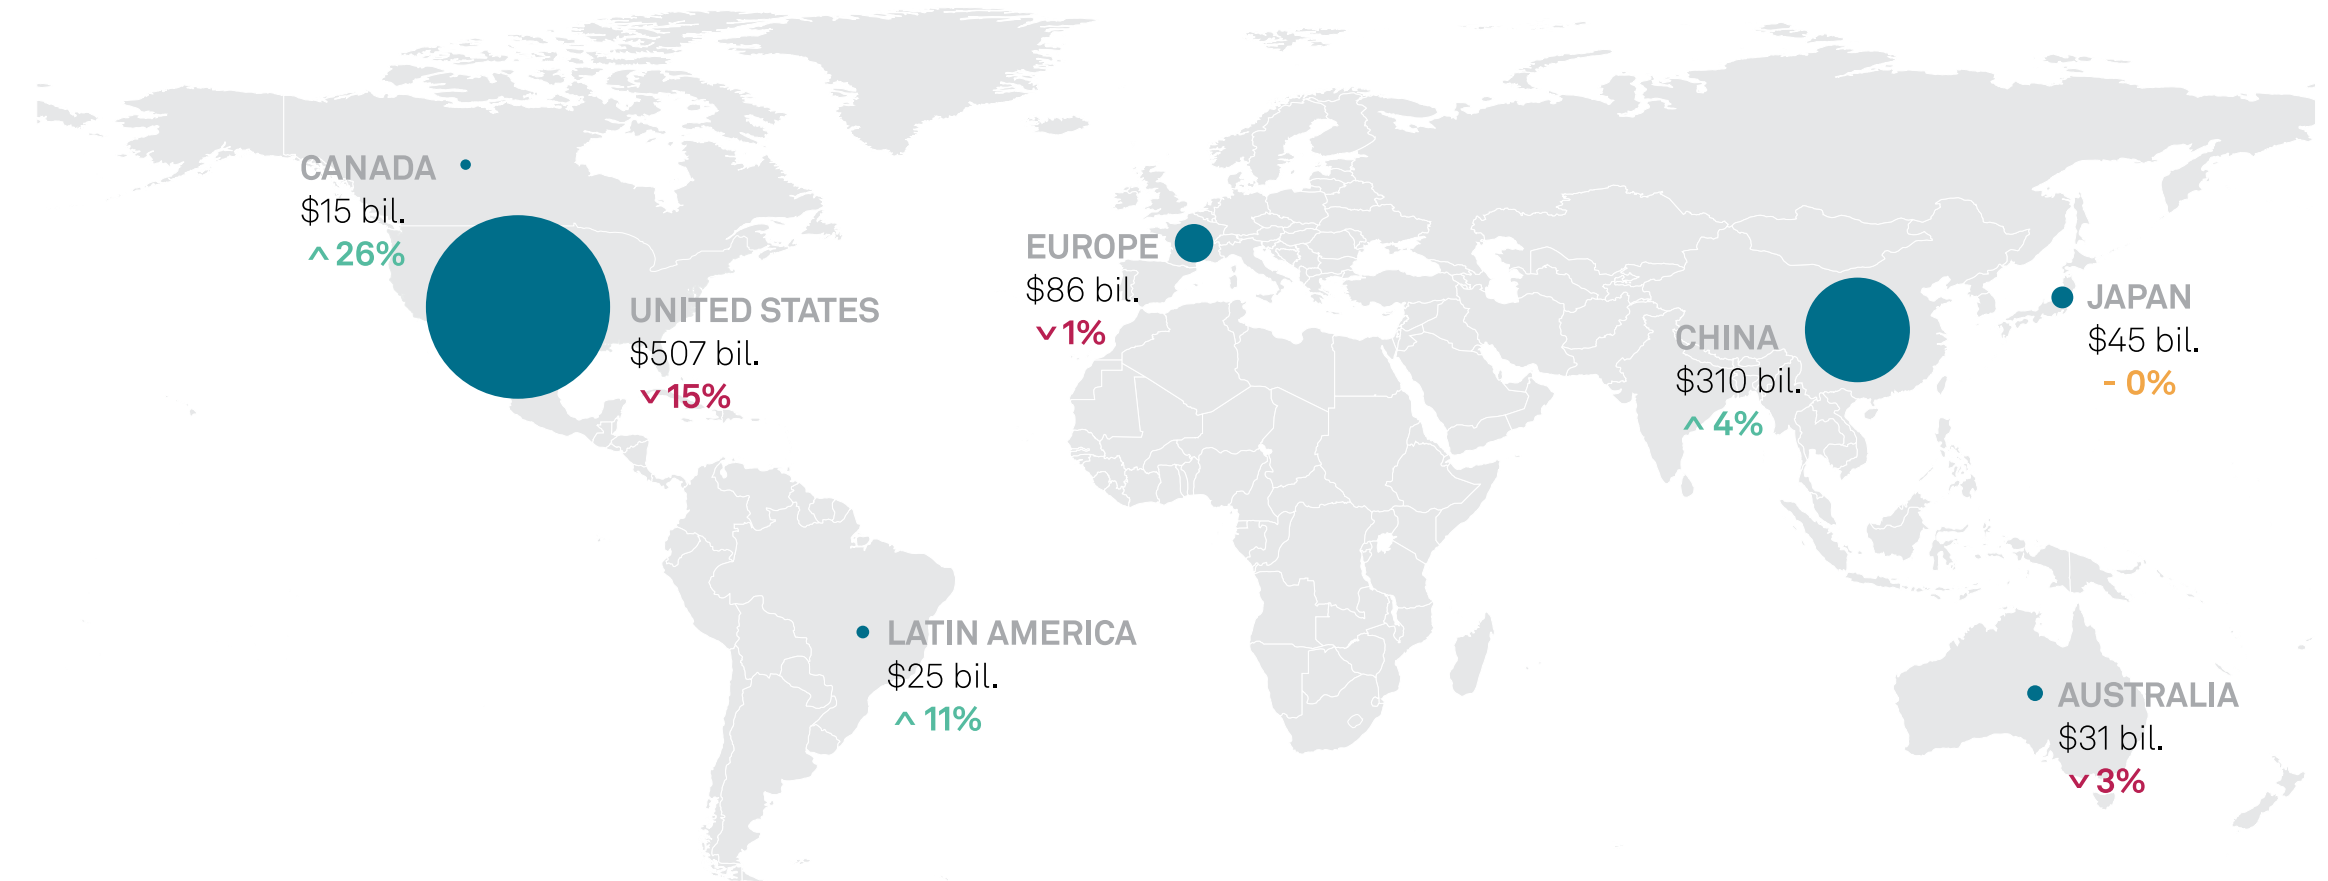 CANADA
$15 bil.
^ 26%
UNITED STATES
$507 bil.
v 15%
EUROPE
$86 bil.
v 1%
CHINA
$310 bil.
^ 4%
JAPAN
$45 bil.
- 0%
LATIN AMERICA
$25 bil.
^ 11%
AUSTRALIA
$31 bil.
v 3%